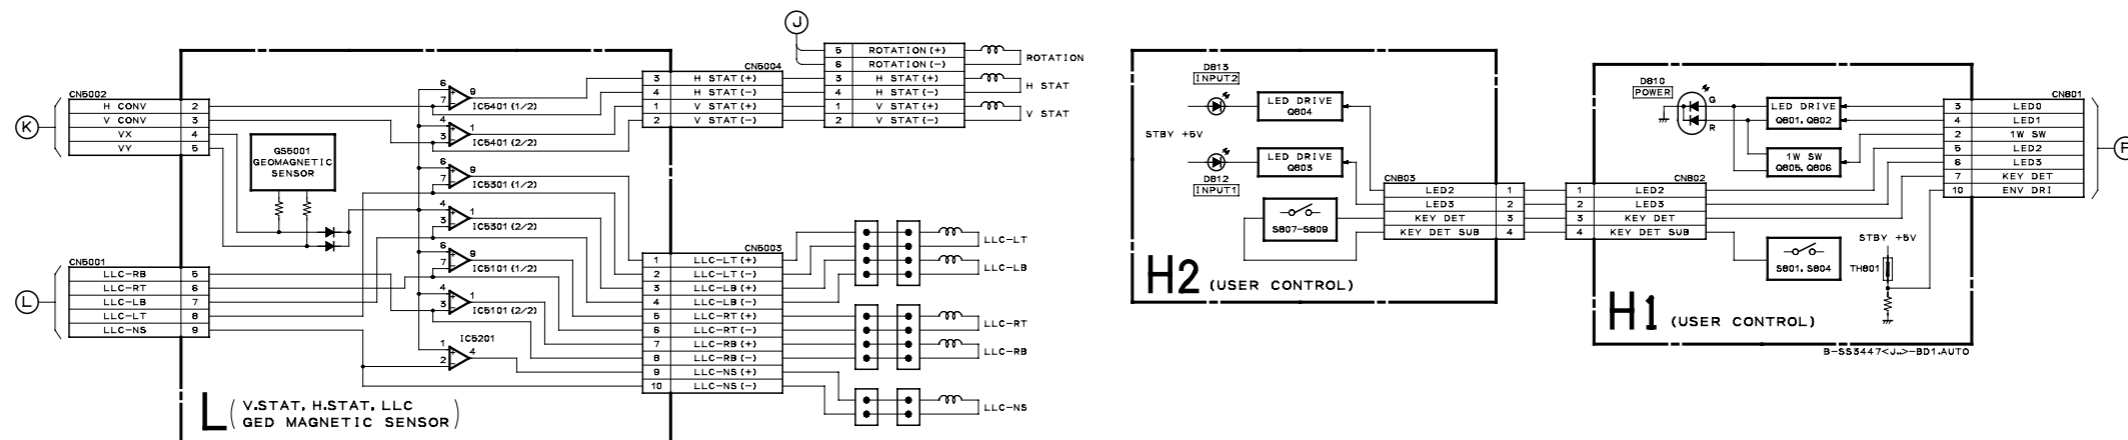 J
CN5004
3 H STAT(+)
4 H STAT(-)
1 V STAT(+)
2 V STAT(-)
5 ROTATION(+)
6 ROTATION(-)
3 H STAT(+)
4 H STAT(-)
1 V STAT(+)
2 V STAT(-)
ROTATION
H STAT
V STAT
K
CN5002
H CONV 2
V CONV 3
VX 4
VY 5
GS5001
GEOMAGNETIC
SENSOR
6
7
9
IC5401(1/2)
4
3
1
IC5401(2/2)
6
7
9
IC5301(1/2)
4
3
1
IC5301(2/2)
6
7
9
IC5101(1/2)
4
3
1
IC5101(2/2)
IC5201
1
2
4
L
CN5001
LLC-RB 5
LLC-RT 6
LLC-LB 7
LLC-LT 8
LLC-NS 9
CN5003
1 LLC-LT(+)
2 LLC-LT(-)
3 LLC-LB(+)
4 LLC-LB(-)
5 LLC-RT(+)
6 LLC-RT(-)
7 LLC-RB(+)
8 LLC-RB(-)
9 LLC-NS(+)
10 LLC-NS(-)
LLC-LT
LLC-LB
LLC-RT
LLC-RB
LLC-NS
L (V.STAT, H.STAT, LLC
GED MAGNETIC SENSOR)
D813
INPUT2
LED DRIVE
Q804
STBY +5V
LED DRIVE
Q803
D812
INPUT1
S807-S809
CN803
LED2 1
LED3 2
KEY DET 3
KEY DET SUB 4
H2 (USER CONTROL)
CN802
1 LED2
2 LED3
3 KEY DET
4 KEY DET SUB
D810
POWER
G
R
LED DRIVE
Q801, Q802
1W SW
Q805, Q806
CN801
3 LED0
4 LED1
2 1W SW
5 LED2
6 LED3
7 KEY DET
10 ENV DRI
STBY +5V
S801, S804
TH801
H1 (USER CONTROL)
B-SS3447<J..>-BD1.AUTO